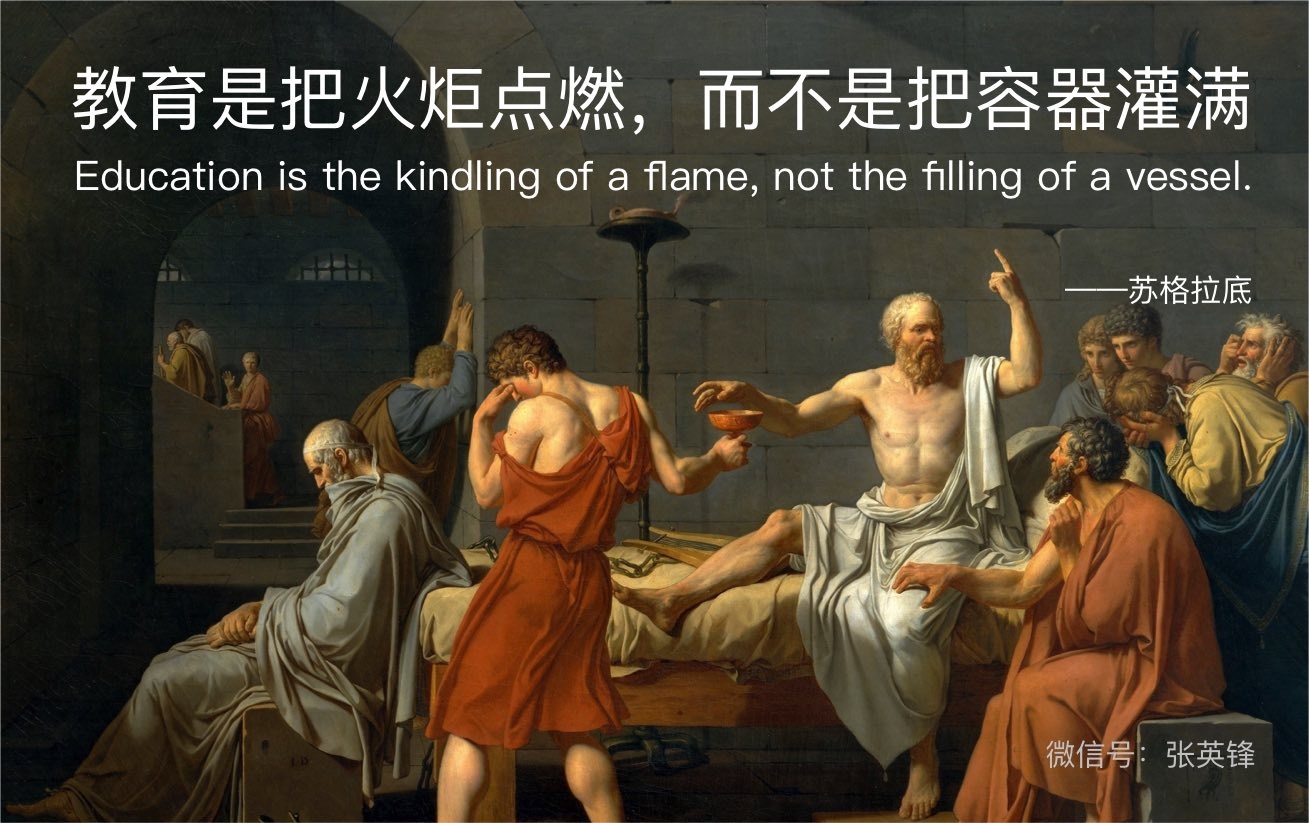 教育是把火炬点燃，而不是把容器灌满
Education is the kindling of a flame, not the filling of a vessel.
——苏格拉底
微信号：张英锋